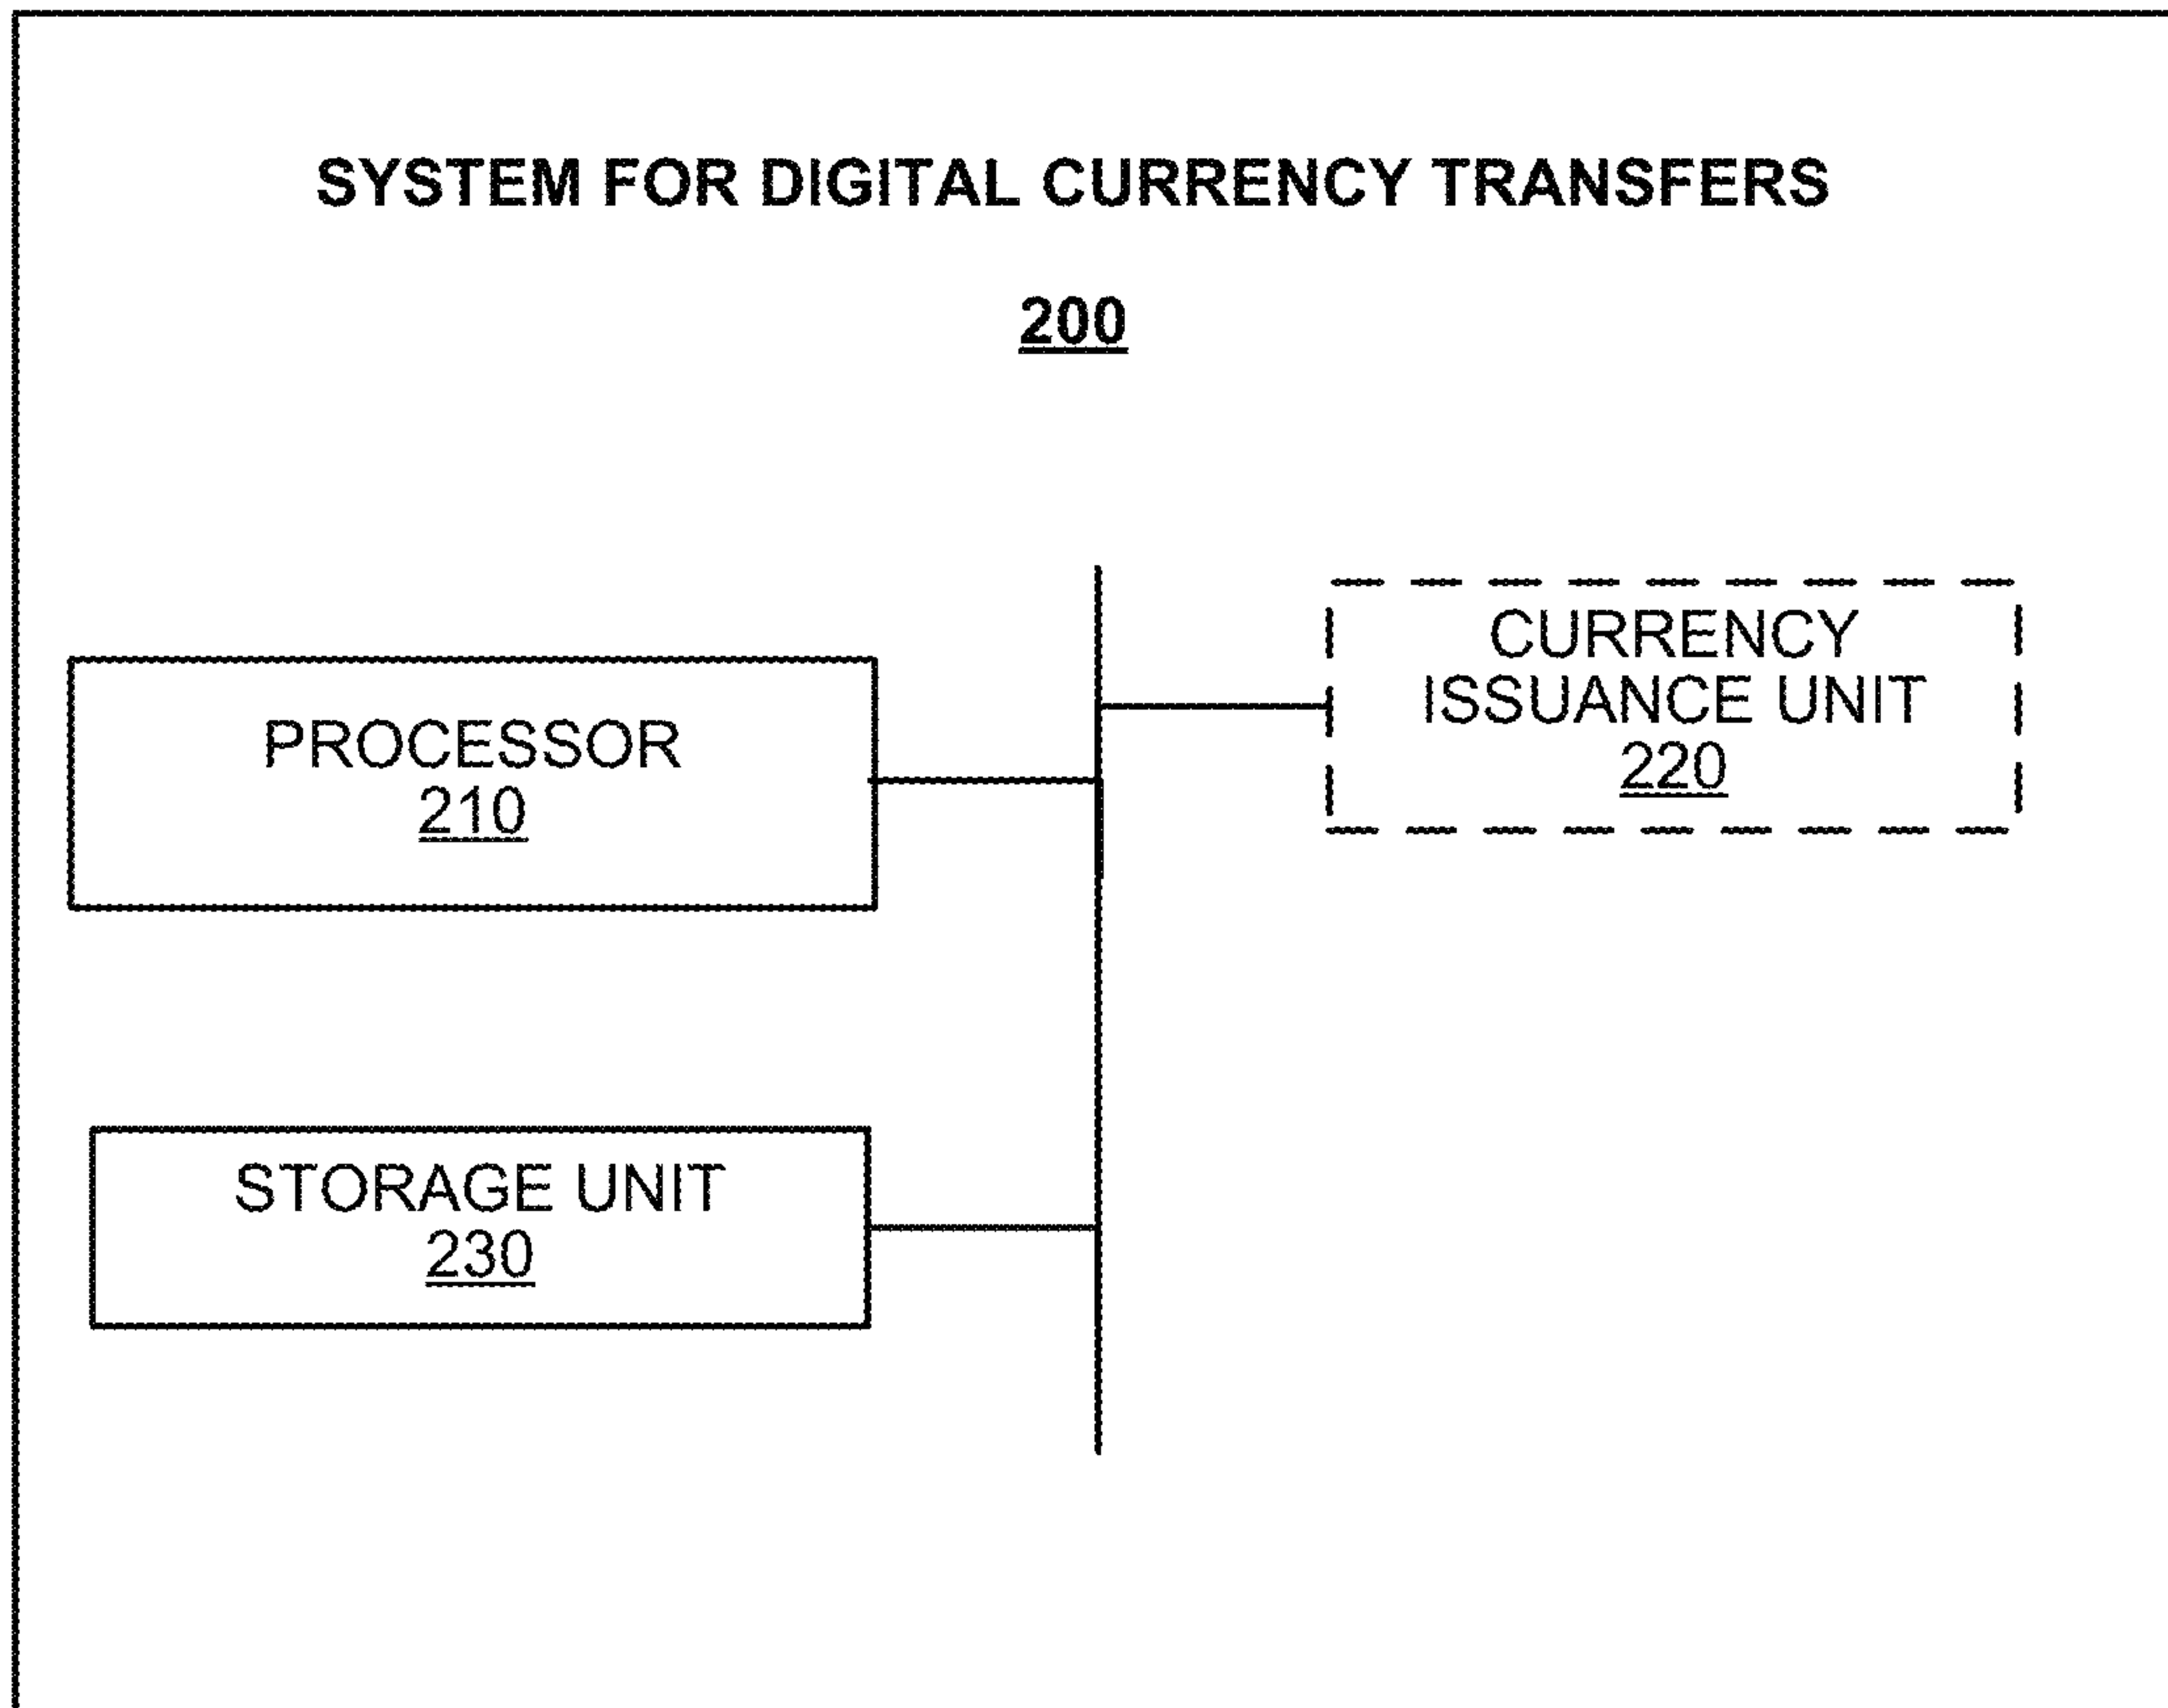 SYSTEM FOR DIGITAL CURRENCY TRANSFERS
200
PROCESSOR
210
CURRENCY
ISSUANCE UNIT
220
STORAGE UNIT
230